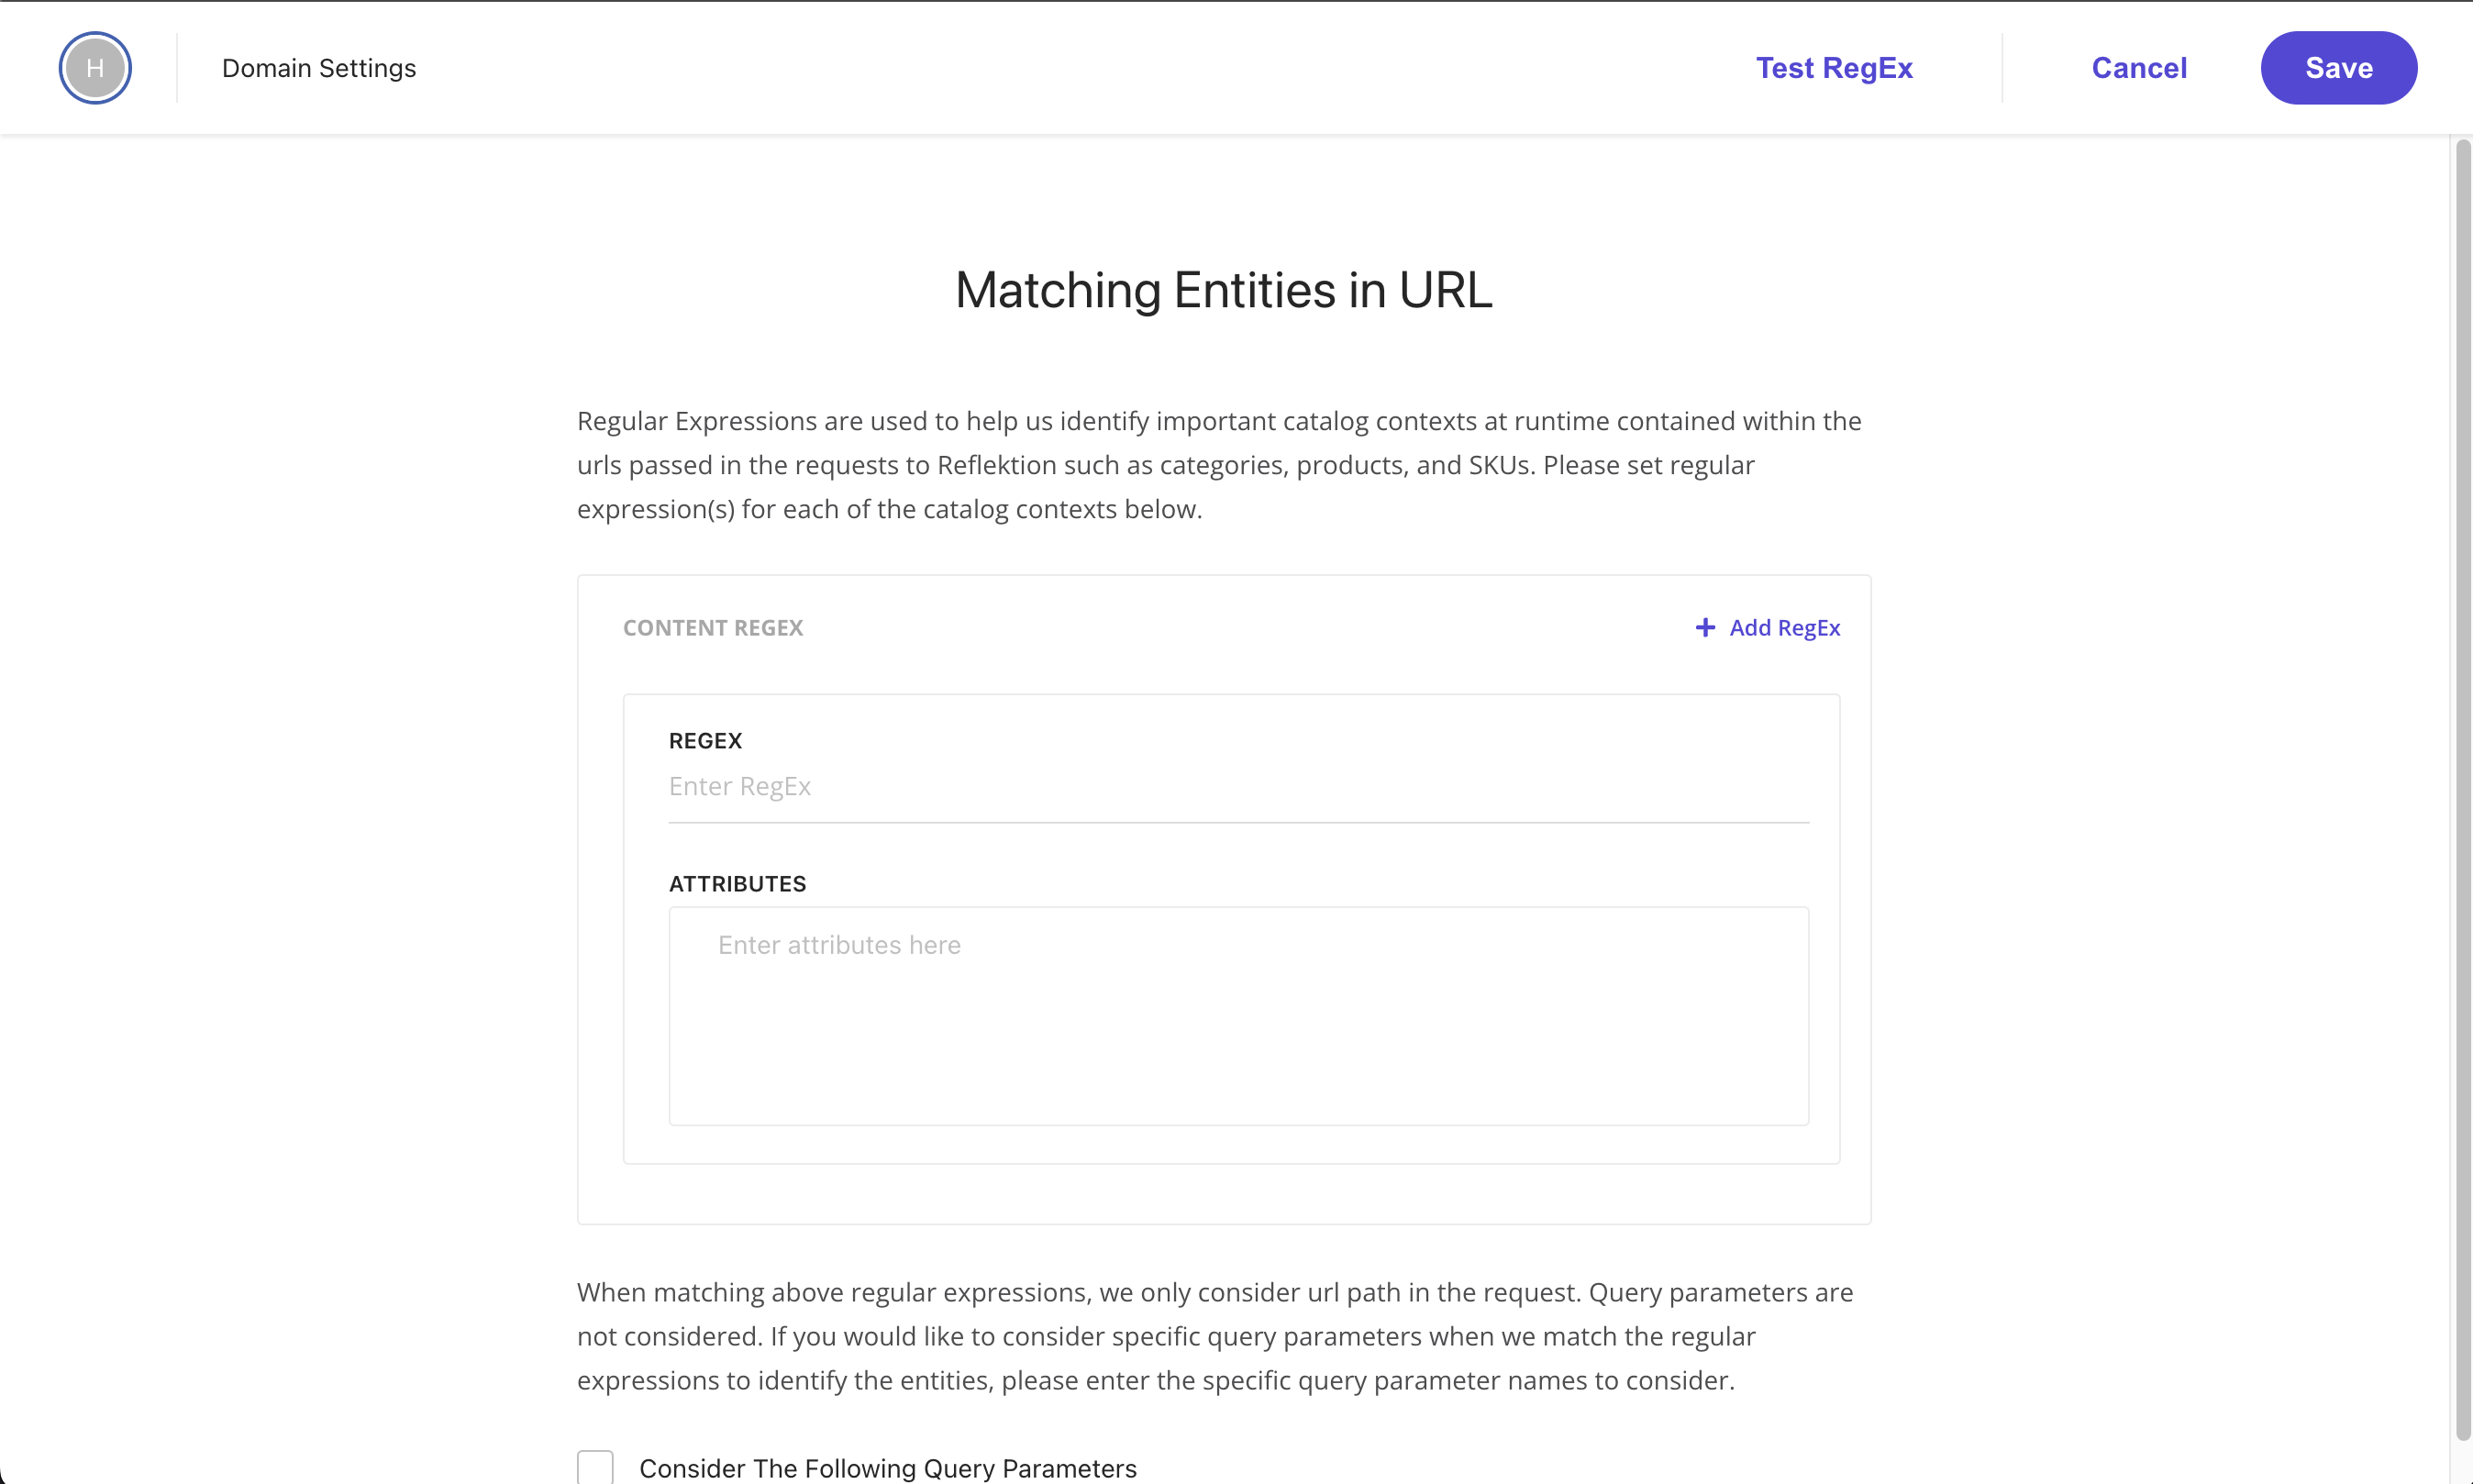 H
Domain Settings
Test RegEx
Cancel
Save
Matching Entities in URL
Regular Expressions are used to help us identify important catalog contexts at runtime contained within the
urls passed in the requests to Reflektion such as categories, products, and SKUs. Please set regular
expression(s) for each of the catalog contexts below.
CONTENT REGEX
+ Add RegEx
REGEX
Enter RegEx
ATTRIBUTES
Enter attributes here
When matching above regular expressions, we only consider url path in the request. Query parameters are
not considered. If you would like to consider specific query parameters when we match the regular
expressions to identify the entities, please enter the specific query parameter names to consider.
Consider The Following Query Parameters